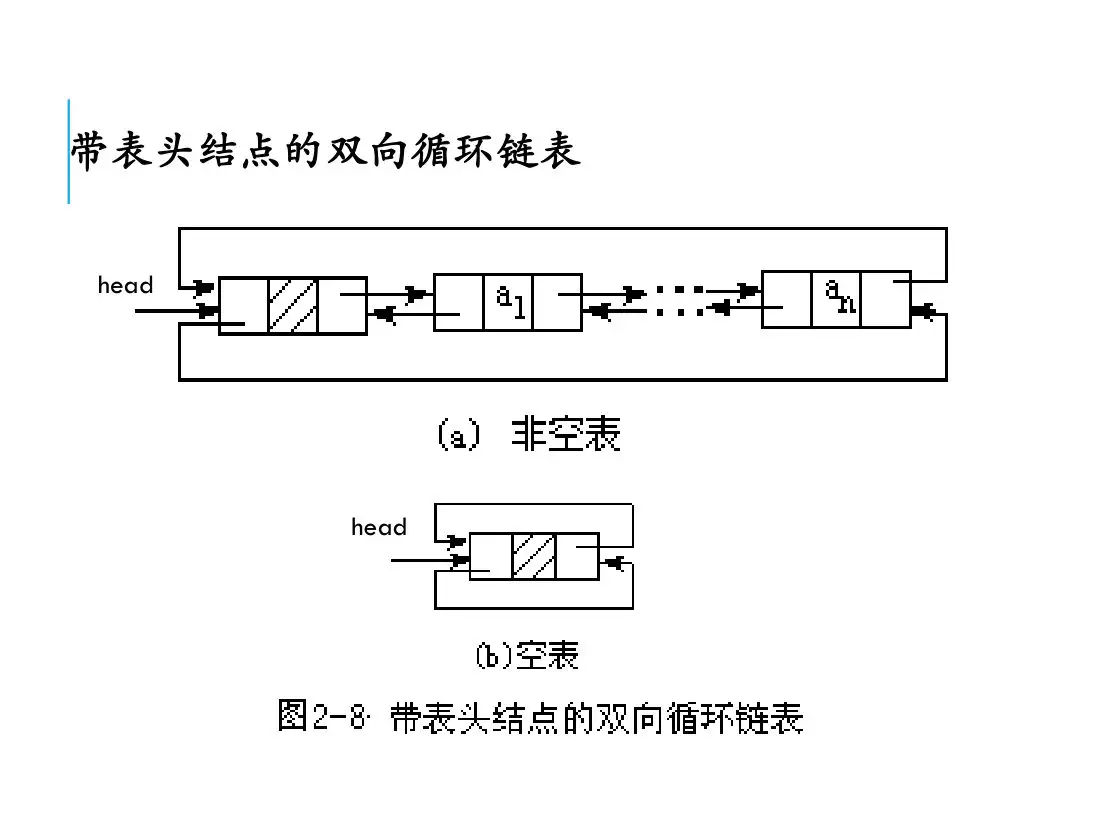 带表头结点的双向循环链表
head
a1
an
(a) 非空表
head
(b)空表
图2-8 带表头结点的双向循环链表